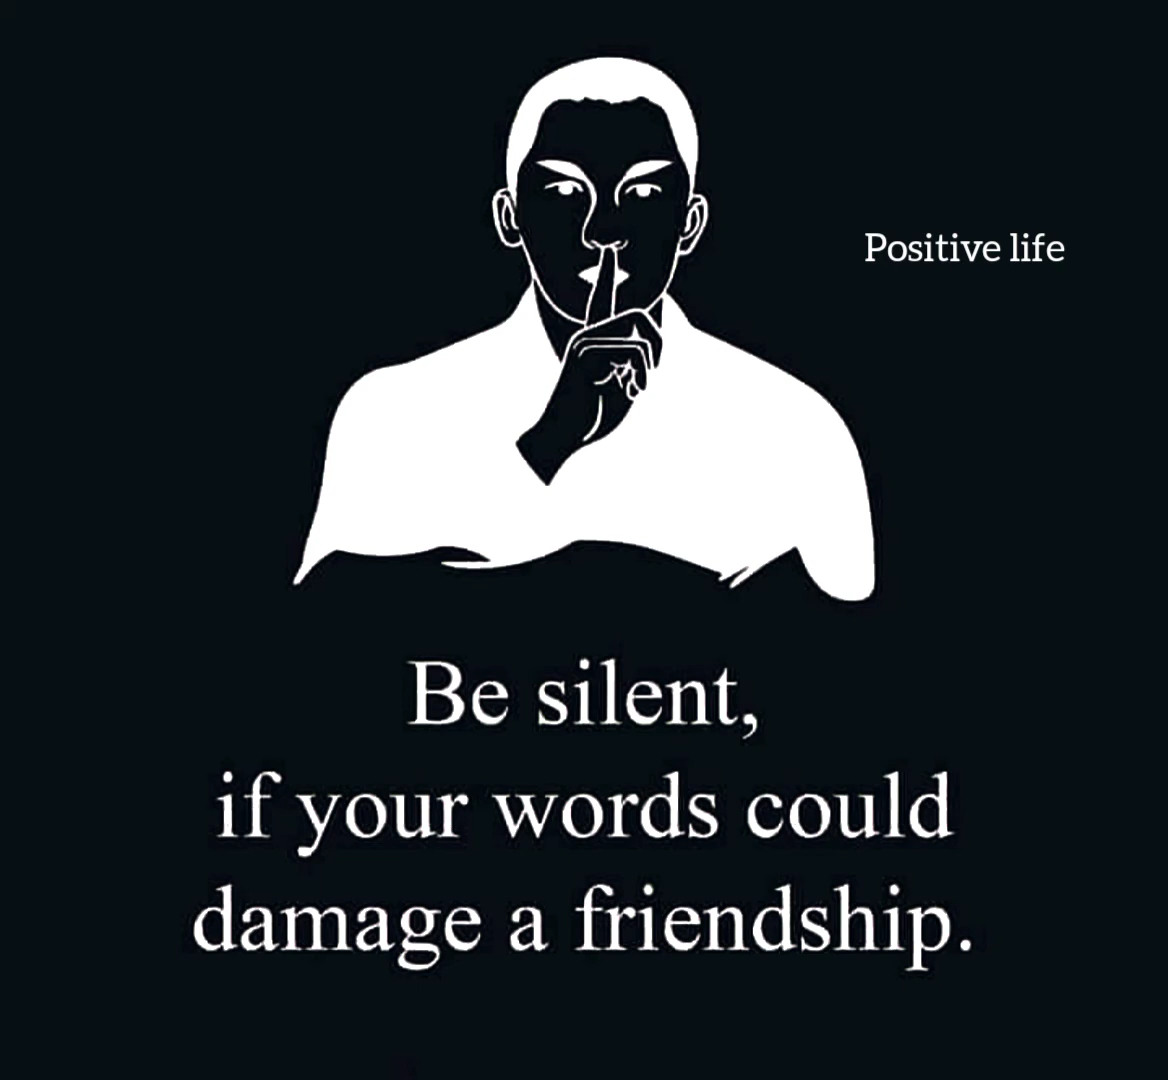 Positive life
Be silent,
if your words could
damage a friendship.